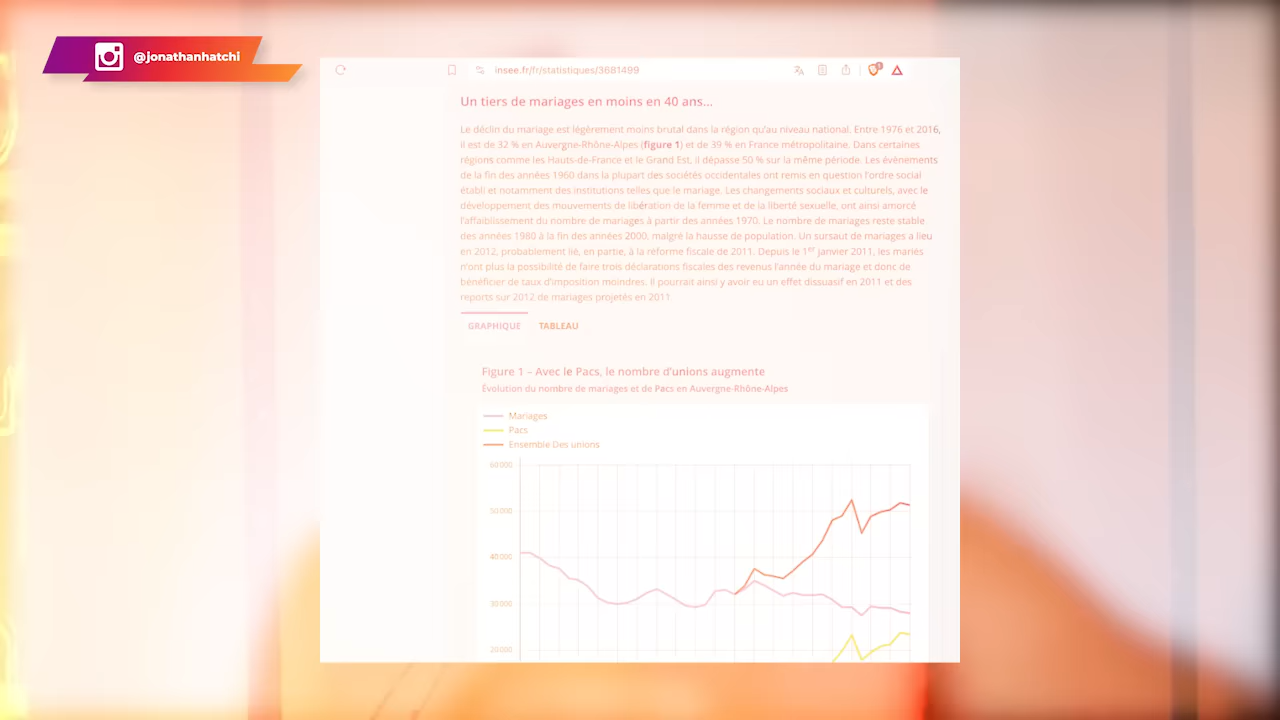 @jonathanhatchi
insee.fr/fr/statistiques/3681499
1
Un tiers de mariages en moins en 40 ans...
Le déclin du mariage est légèrement moins brutal dans la région qu'au niveau national. Entre 1976 et 2016,
il est de 32 % en Auvergne-Rhône-Alpes (figure 1) et de 39 % en France métropolitaine. Dans certaines
régions comme les Hauts-de-France et le Grand Est, il dépasse 50 % sur la même période. Les évènements
de la fin des années 1960 dans la plupart des sociétés occidentales ont remis en question l'ordre social
établi et notamment des institutions telles que le mariage. Les changements sociaux et culturels, avec le
développement des mouvements de libération de la femme et de la liberté sexuelle, ont ainsi amorcé
l'affaiblissement du nombre de mariages à partir des années 1970. Le nombre de mariages reste stable
des années 1980 à la fin des années 2000, malgré la hausse de population. Un sursaut de mariages a lieu
en 2012, probablement lié, en partie, à la réforme fiscale de 2011. Depuis le 1er janvier 2011, les mariés
n'ont plus la possibilité de faire trois déclarations fiscales des revenus l'année du mariage et donc de
bénéficier de taux d'imposition moindres. Il pourrait ainsi y avoir eu un effet dissuasif en 2011 et des
reports sur 2012 de mariages projetés en 2011
GRAPHIQUE TABLEAU
Figure 1 – Avec le Pacs, le nombre d'unions augmente
Évolution du nombre de mariages et de Pacs en Auvergne-Rhône-Alpes
Mariages
Pacs
Ensemble Des unions
60 000
50 000
40 000
30 000
20 000